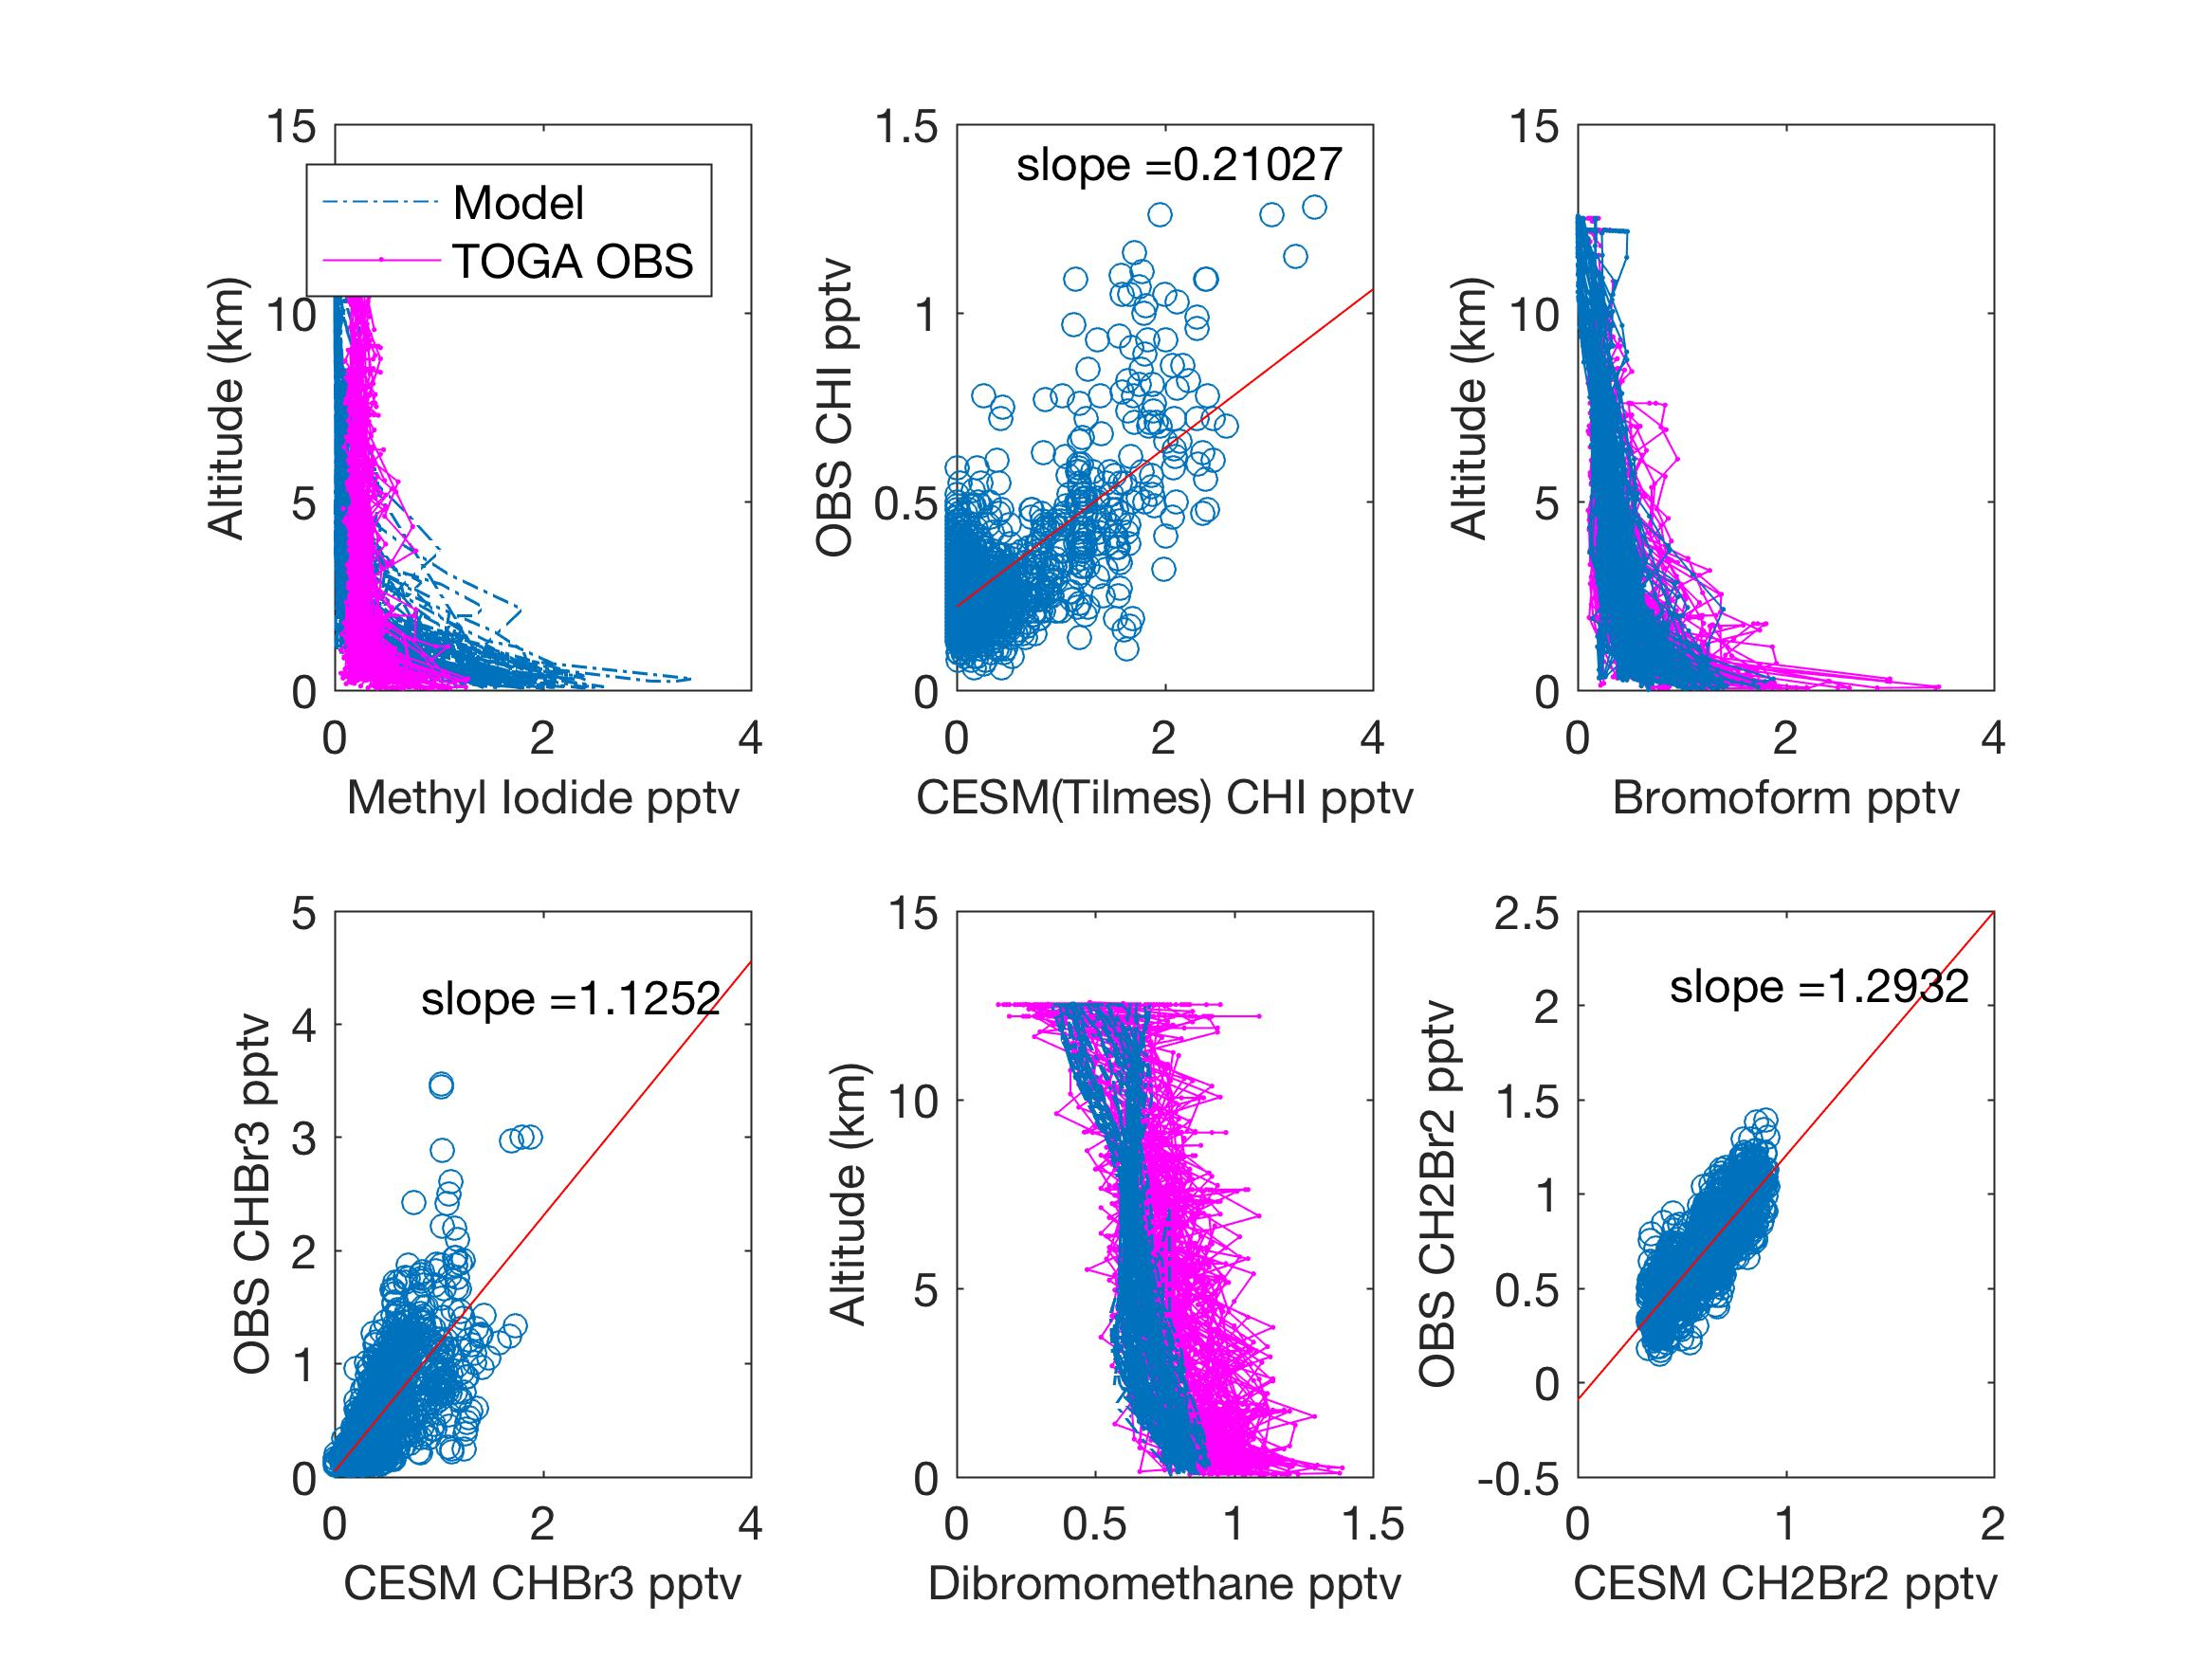 15
10
5
0
0
2
4
Altitude (km)
Methyl Iodide pptv
Model
TOGA OBS
1.5
1
0.5
0
0
2
4
OBS CHI pptv
CESM(Tilmes) CHI pptv
slope =0.21027
15
10
5
0
0
2
4
Altitude (km)
Bromoform pptv
5
4
3
2
1
0
0
2
4
OBS CHBr3 pptv
CESM CHBr3 pptv
slope =1.1252
15
10
5
0
0
0.5
1
1.5
Altitude (km)
Dibromomethane pptv
2.5
2
1.5
1
0.5
0
-0.5
0
1
2
OBS CH2Br2 pptv
CESM CH2Br2 pptv
slope =1.2932